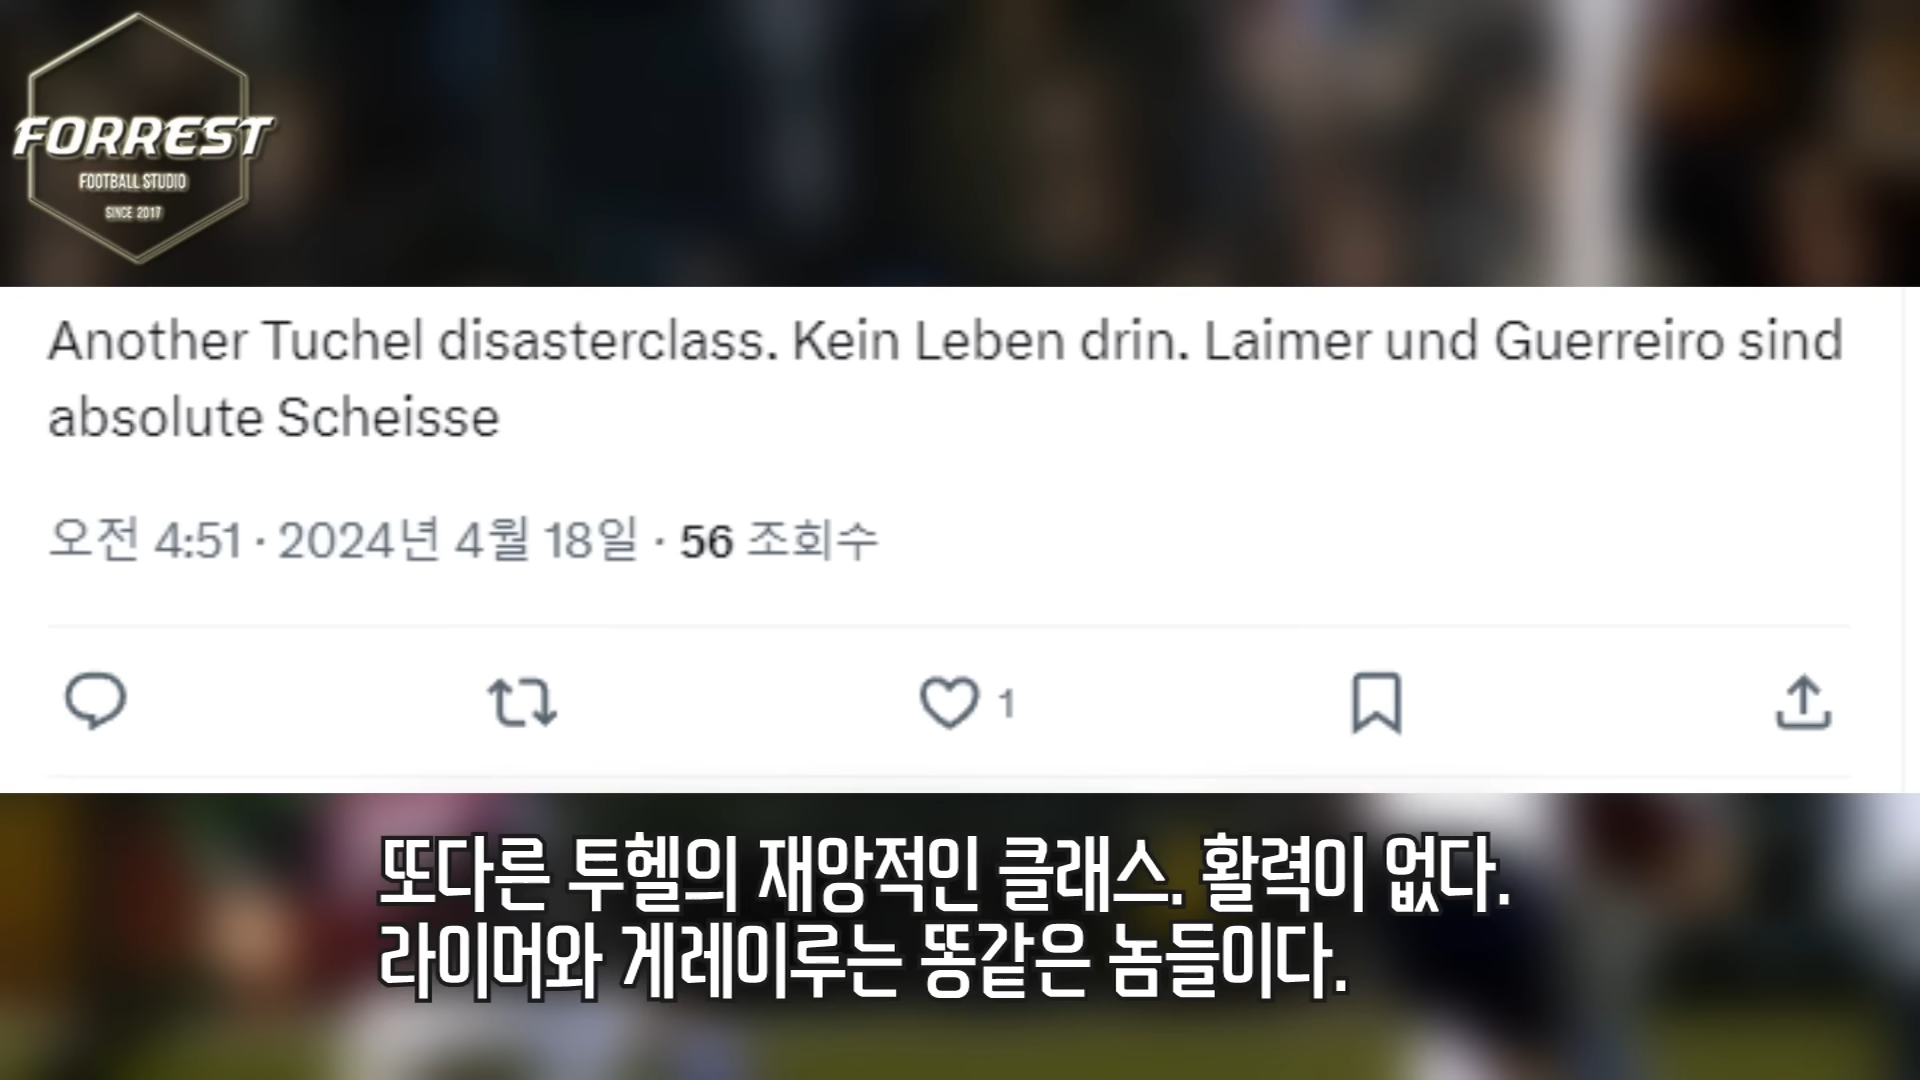 FORREST
FOOTBALL STUDIO
SINCE 2017
Another Tuchel disasterclass. Kein Leben drin. Laimer und Guerreiro sind
absolute Scheisse
오전 4:51 · 2024년 4월 18일 · 56 조회수
1
또다른 투헬의 재앙적인 클래스. 활력이 없다.
라이머와 게레이루는 똥같은 놈들이다.